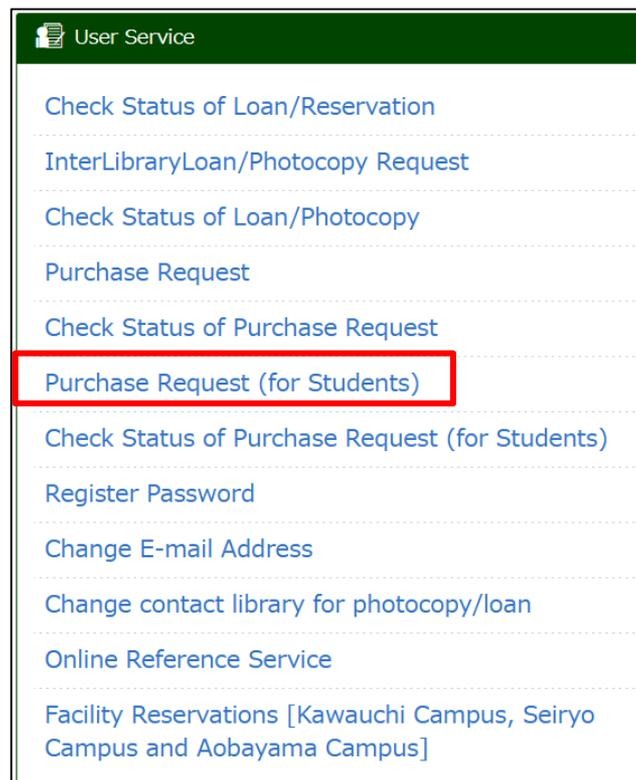 User Service
Check Status of Loan/Reservation
InterLibraryLoan/Photocopy Request
Check Status of Loan/Photocopy
Purchase Request
Check Status of Purchase Request
Purchase Request (for Students)
Check Status of Purchase Request (for Students)
Register Password
Change E-mail Address
Change contact library for photocopy/loan
Online Reference Service
Facility Reservations [Kawauchi Campus, Seiryo
Campus and Aobayama Campus]